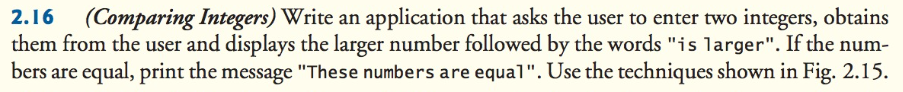 2.16 (Comparing Integers) Write an application that asks the user to enter two integers, obtains
them from the user and displays the larger number followed by the words "is larger". If the num-
bers are equal, print the message "These numbers are equal". Use the techniques shown in Fig. 2.15.